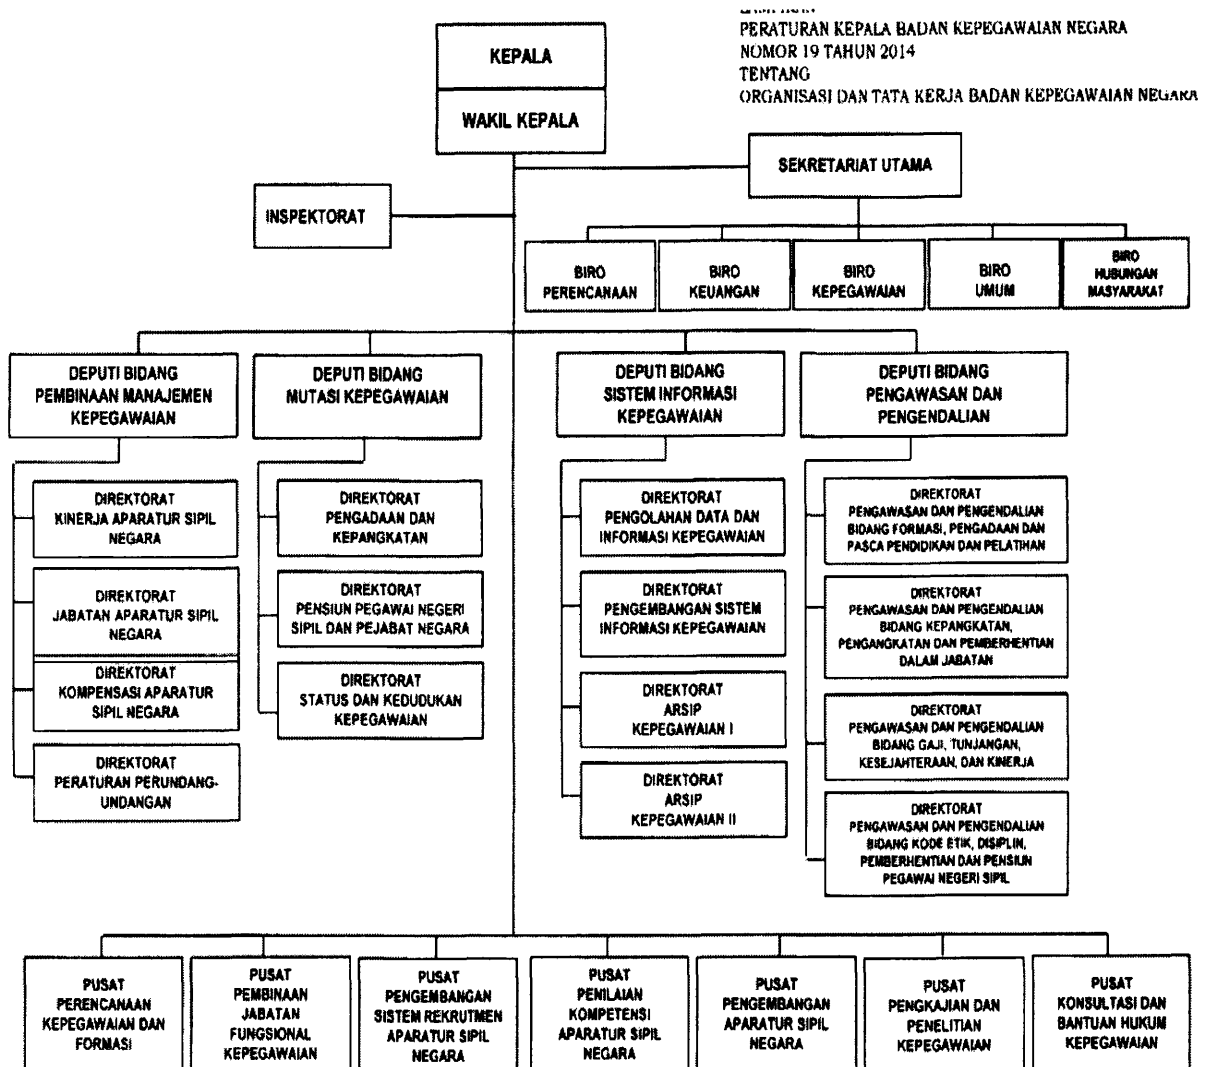 PERATURAN KEPALA BADAN KEPEGAWAIAN NEGARA
NOMOR 19 TAHUN 2014
TENTANG
ORGANISASI DAN TATA KERJA BADAN KEPEGAWAIAN NEGARA
KEPALA
WAKIL KEPALA
SEKRETARIAT UTAMA
INSPEKTORAT
BIRO
PERENCANAAN
BIRO
KEUANGAN
BIRO
KEPEGAWAIAN
BIRO
UMUM
BIRO
HUBUNGAN
MASYARAKAT
DEPUTI BIDANG
PEMBINAAN MANAJEMEN
KEPEGAWAIAN
DIREKTORAT
KINERJA APARATUR SIPIL
NEGARA
DIREKTORAT
JABATAN APARATUR SIPIL
NEGARA
DIREKTORAT
KOMPENSASI APARATUR
SIPIL NEGARA
DIREKTORAT
PERATURAN PERUNDANG-
UNDANGAN
DEPUTI BIDANG
MUTASI KEPEGAWAIAN
DIREKTORAT
PENGADAAN DAN
KEPANGKATAN
DIREKTORAT
PENSIUN PEGAWAI NEGERI
SIPIL DAN PEJABAT NEGARA
DIREKTORAT
STATUS DAN KEDUDUKAN
KEPEGAWAIAN
DEPUTI BIDANG
SISTEM INFORMASI
KEPEGAWAIAN
DIREKTORAT
PENGOLAHAN DATA DAN
INFORMASI KEPEGAWAIAN
DIREKTORAT
PENGEMBANGAN SISTEM
INFORMASI KEPEGAWAIAN
DIREKTORAT
ARSIP
KEPEGAWAIAN I
DIREKTORAT
ARSIP
KEPEGAWAIAN II
DEPUTI BIDANG
PENGAWASAN DAN
PENGENDALIAN
DIREKTORAT
PENGAWASAN DAN PENGENDALIAN
BIDANG FORMASI, PENGADAAN DAN
PASCA PENDIDIKAN DAN PELATIHAN
DIREKTORAT
PENGAWASAN DAN PENGENDALIAN
BIDANG KEPANGKATAN,
PENGANGKATAN DAN PEMBERHENTIAN
DALAM JABATAN
DIREKTORAT
PENGAWASAN DAN PENGENDALIAN
BIDANG GAJI, TUNJANGAN,
KESEJAHTERAAN, DAN KINERJA
DIREKTORAT
PENGAWASAN DAN PENGENDALIAN
BIDANG KODE ETIK, DISIPLIN,
PEMBERHENTIAN DAN PENSIUN
PEGAWAI NEGERI SIPIL
PUSAT
PERENCANAAN
KEPEGAWAIAN DAN
FORMASI
PUSAT
PEMBINAAN
JABATAN
FUNGSIONAL
KEPEGAWAIAN
PUSAT
PENGEMBANGAN
SISTEM REKRUTMEN
APARATUR SIPIL
NEGARA
PUSAT
PENILAIAN
KOMPETENSI
APARATUR SIPIL
NEGARA
PUSAT
PENGEMBANGAN
APARATUR SIPIL
NEGARA
PUSAT
PENGKAJIAN DAN
PENELITIAN
KEPEGAWAIAN
PUSAT
KONSULTASI DAN
BANTUAN HUKUM
KEPEGAWAIAN